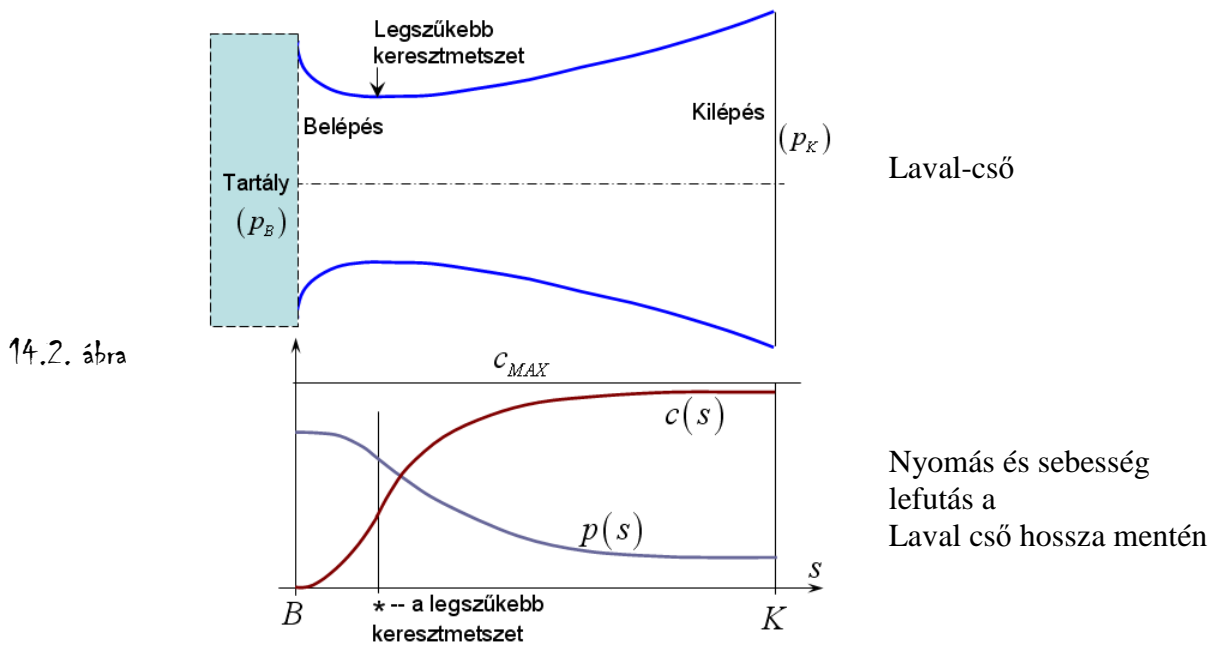 Legszűkebb
keresztmetszet
Belépés
Kilépés
(p_K)
Tartály
(p_B)
Laval-cső
14.2. ábra
c_MAX
c(s)
p(s)
s
B
* -- a legszűkebb
keresztmetszet
K
Nyomás és sebesség
lefutás a
Laval cső hossza mentén